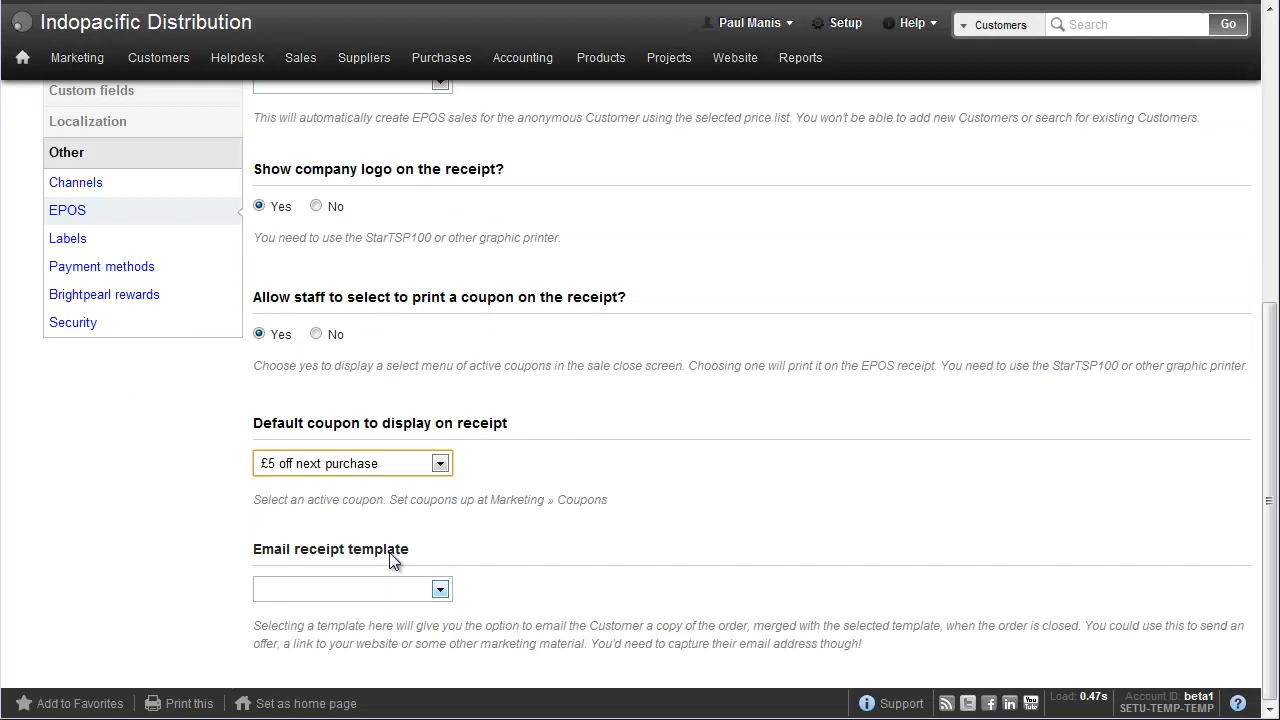 Indopacific Distribution
Paul Manis
Setup
Help
Customers
Search
Go
Marketing
Customers
Helpdesk
Sales
Suppliers
Purchases
Accounting
Products
Projects
Website
Reports
Custom fields
Localization
Other
Channels
EPOS
Labels
Payment methods
Brightpearl rewards
Security
This will automatically create EPOS sales for the anonymous Customer using the selected price list. You won't be able to add new Customers or search for existing Customers.
Show company logo on the receipt?
Yes No
You need to use the StarTSP100 or other graphic printer.
Allow staff to select to print a coupon on the receipt?
Yes No
Choose yes to display a select menu of active coupons in the sale close screen. Choosing one will print it on the EPOS receipt. You need to use the StarTSP100 or other graphic printer.
Default coupon to display on receipt
£5 off next purchase
Select an active coupon. Set coupons up at Marketing » Coupons
Email receipt template
Selecting a template here will give you the option to email the Customer a copy of the order, merged with the selected template, when the order is closed. You could use this to send an
offer, a link to your website or some other marketing material. You'd need to capture their email address though!
Add to Favorites
Print this
Set as home page
Support
You Tube
Load: 0.47s
Account ID: beta1
SETU-TEMP-TEMP